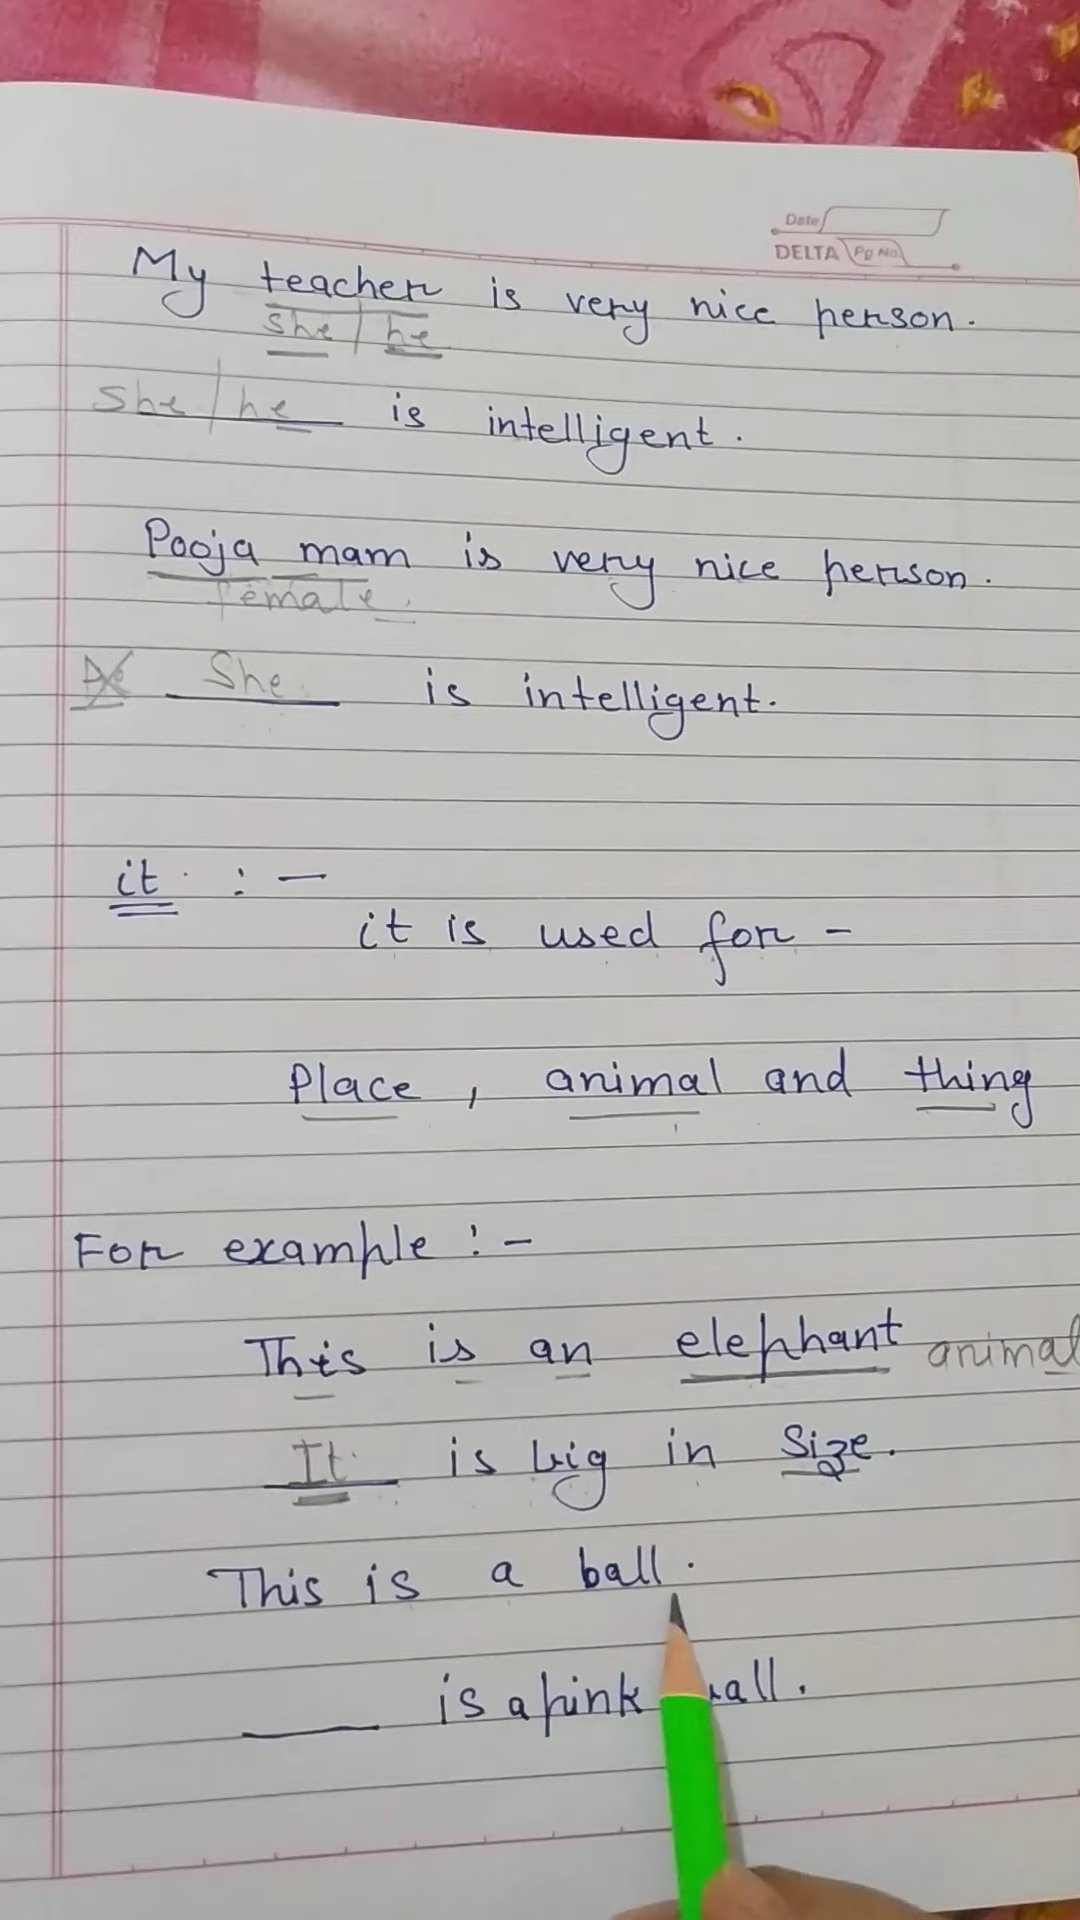 Date
DELTA Pg No
My teacher is very nice person.
she / he
She / he is intelligent.
Pooja mam is very nice person.
female.
She is intelligent.
it :-
it is used for -
Place, animal and thing
For example :-
This is an elephant animal
It is big in Size.
This is a ball.
____ is a pink